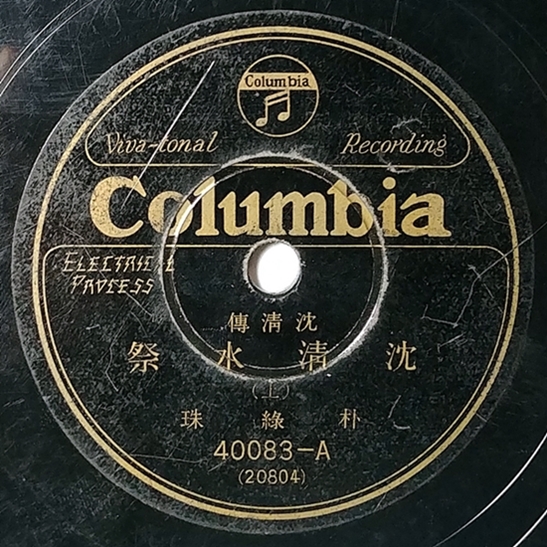 Columbia
Viva-tonal Recording
Columbia
ELECTRICAL
PROCESS
傳清沈
祭水清沈
(上)
珠綠朴
40083-A
(20804)